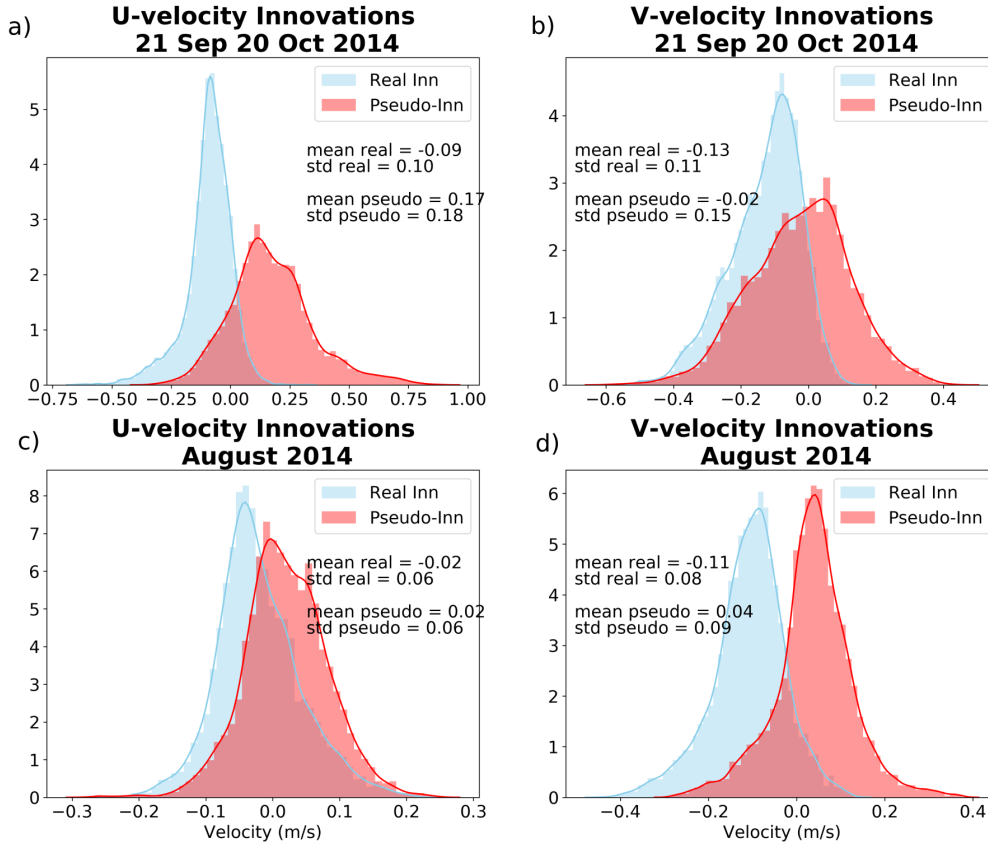 a)
U-velocity Innovations
21 Sep 20 Oct 2014
Real Inn
Pseudo-Inn
mean real = -0.09
std real = 0.10
mean pseudo = 0.17
std pseudo = 0.18
5
4
3
2
1
0
−0.75 −0.50 −0.25 0.00 0.25 0.50 0.75 1.00
b)
V-velocity Innovations
21 Sep 20 Oct 2014
Real Inn
Pseudo-Inn
mean real = -0.13
std real = 0.11
mean pseudo = -0.02
std pseudo = 0.15
4
3
2
1
0
−0.6 −0.4 −0.2 0.0 0.2 0.4
c)
U-velocity Innovations
August 2014
Real Inn
Pseudo-Inn
mean real = -0.02
std real = 0.06
mean pseudo = 0.02
std pseudo = 0.06
8
7
6
5
4
3
2
1
0
−0.3 −0.2 −0.1 0.0 0.1 0.2 0.3
Velocity (m/s)
d)
V-velocity Innovations
August 2014
Real Inn
Pseudo-Inn
mean real = -0.11
std real = 0.08
mean pseudo = 0.04
std pseudo = 0.09
6
5
4
3
2
1
0
−0.4 −0.2 0.0 0.2 0.4
Velocity (m/s)